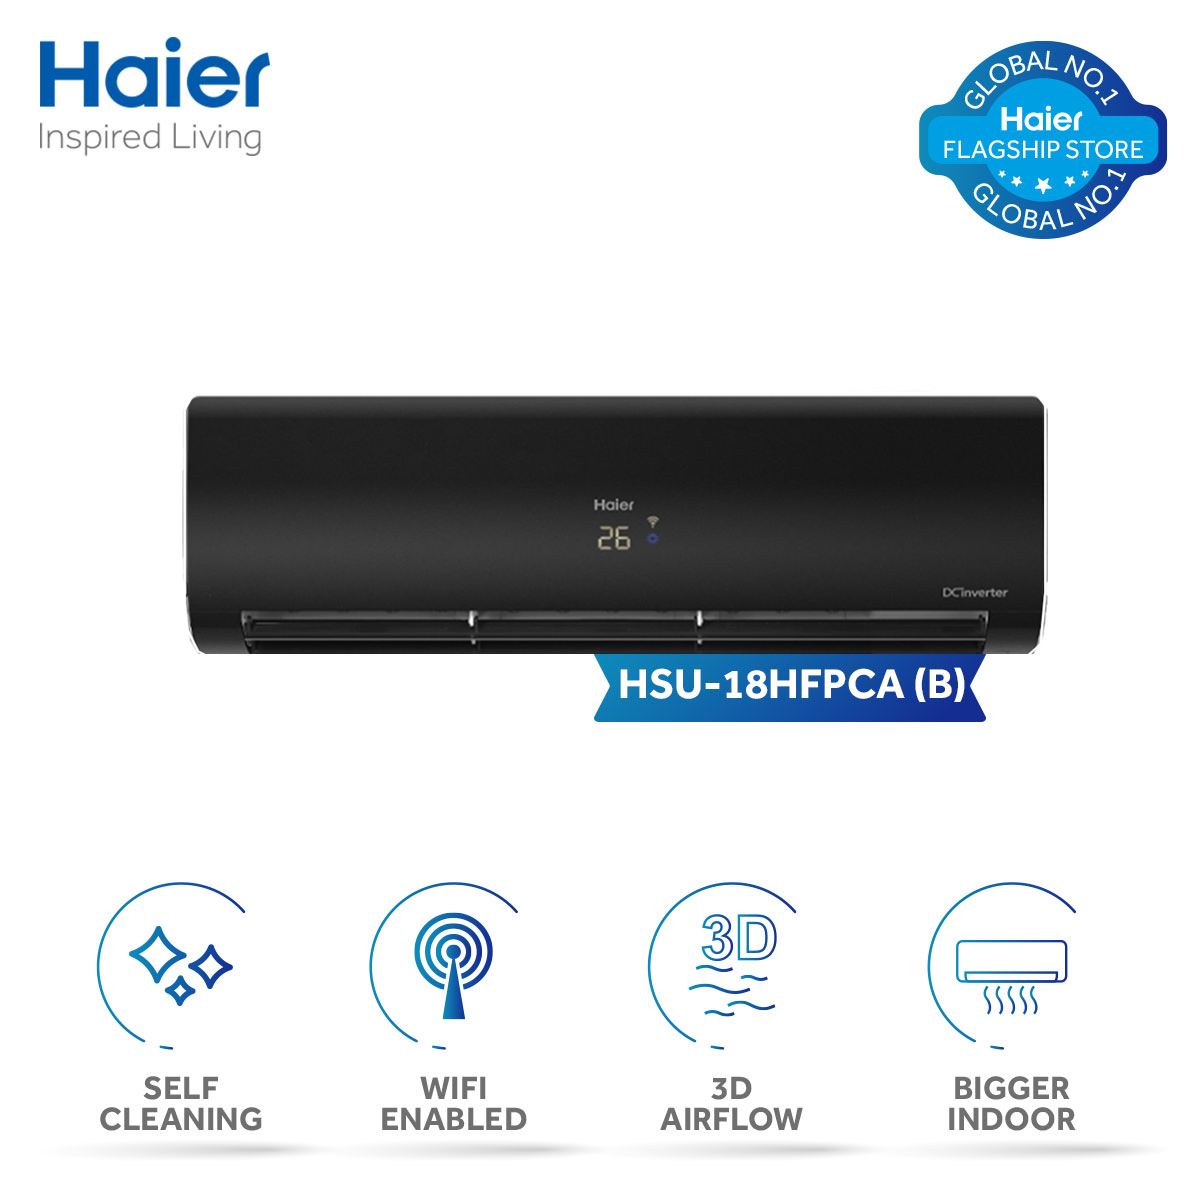 Haier
Inspired Living
GLOBAL NO.1
Haier
FLAGSHIP STORE
GLOBAL NO.1
Haier
26
DC inverter
HSU-18HFPCA (B)
3D
SELF
CLEANING
WIFI
ENABLED
3D
AIRFLOW
BIGGER
INDOOR